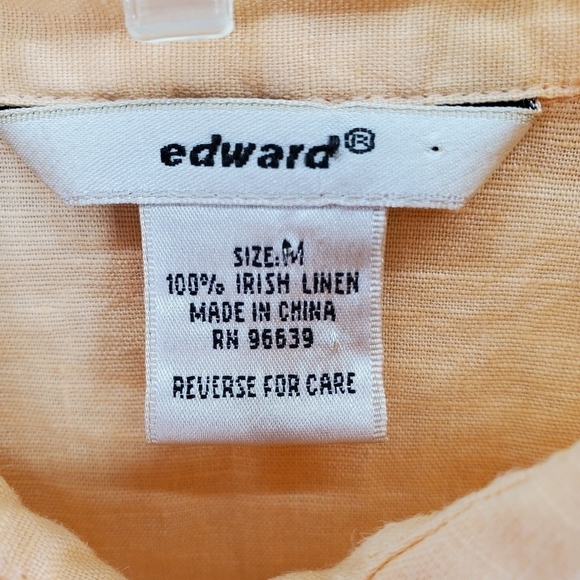 edward®
SIZE: M
100% IRISH LINEN
MADE IN CHINA
RN 96639
REVERSE FOR CARE